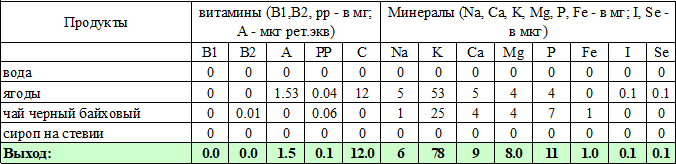 Продукты витамины (B1,B2, pp - в мг; А - мкг рет.экв) Минералы (Na, Ca, K, Mg, P, Fe - в мг; I, Se - в мкг)
B1 B2 A PP C Na K Ca Mg P Fe I Se
вода 0 0 0 0 0 0 0 0 0 0 0 0 0
ягоды 0 0 1.53 0.04 12 5 53 5 4 4 0 0.1 0.1
чай черный байховый 0 0.01 0 0.06 0 1 25 4 4 7 1 0 0
сироп на стевии 0 0 0 0 0 0 0 0 0 0 0 0 0
Выход: 0.0 0.0 1.5 0.1 12.0 6 78 9 8.0 11 1.0 0.1 0.1